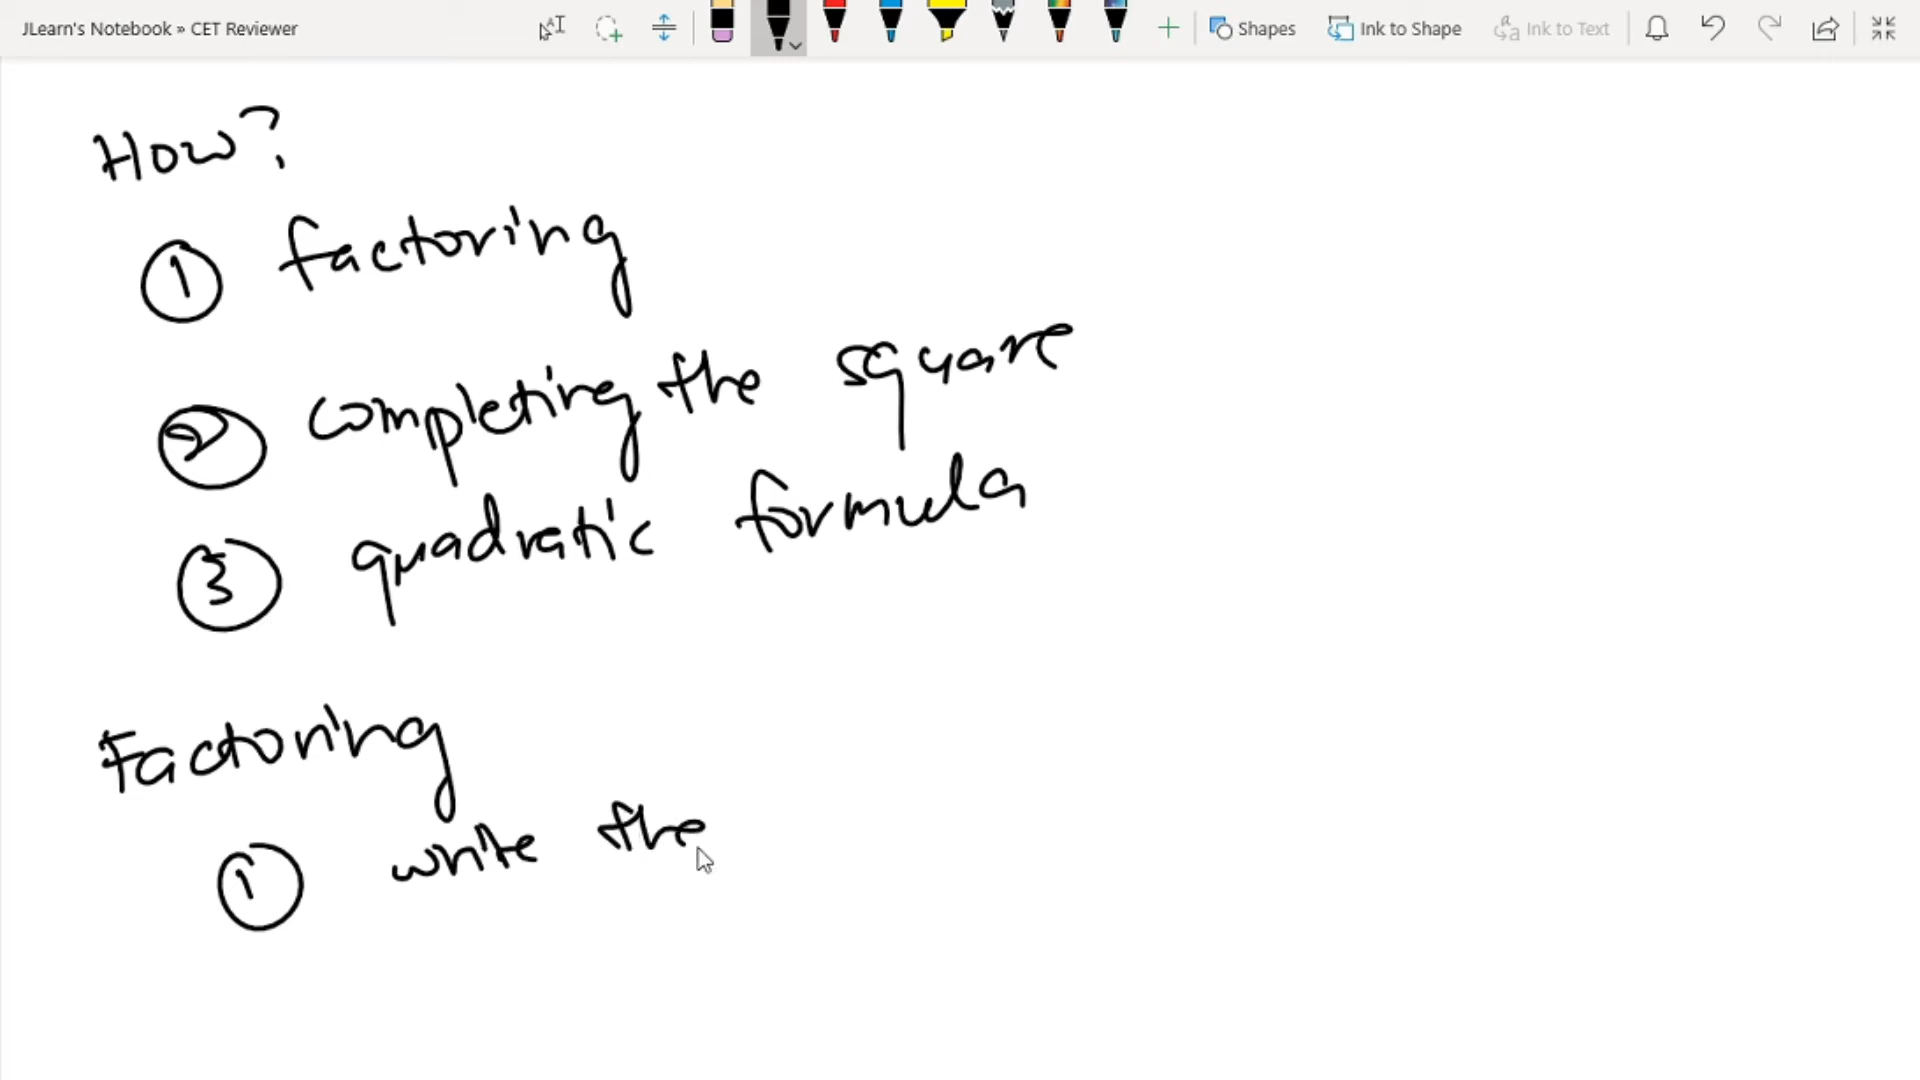 JLearn's Notebook » CET Reviewer Shapes Ink to Shape Ink to Text
How?
① factoring
② completing the square
③ quadratic formula
Factoring
① write the